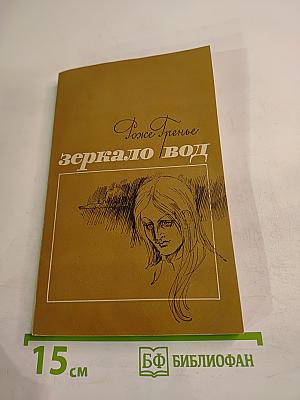 Роже Гренье
зеркало вод
15 см
БФ БИБЛИОФАН